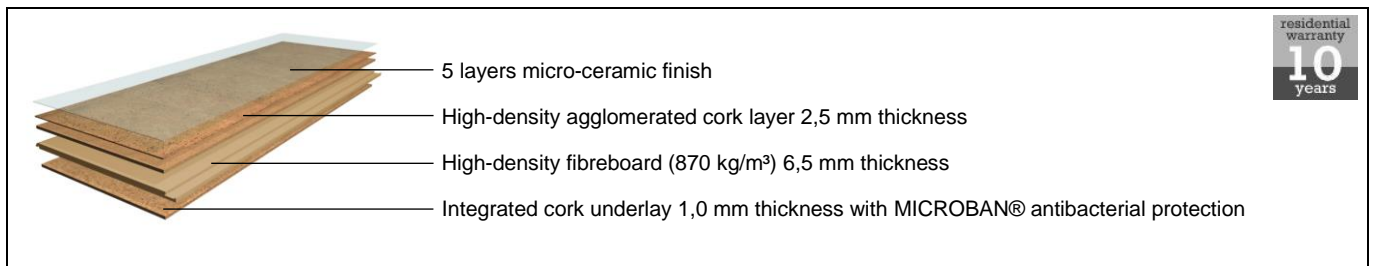 residential
warranty
10
years
5 layers micro-ceramic finish
High-density agglomerated cork layer 2,5 mm thickness
High-density fibreboard (870 kg/m³) 6,5 mm thickness
Integrated cork underlay 1,0 mm thickness with MICROBAN® antibacterial protection